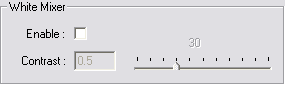 White Mixer
Enable :
30
Contrast : 0.5